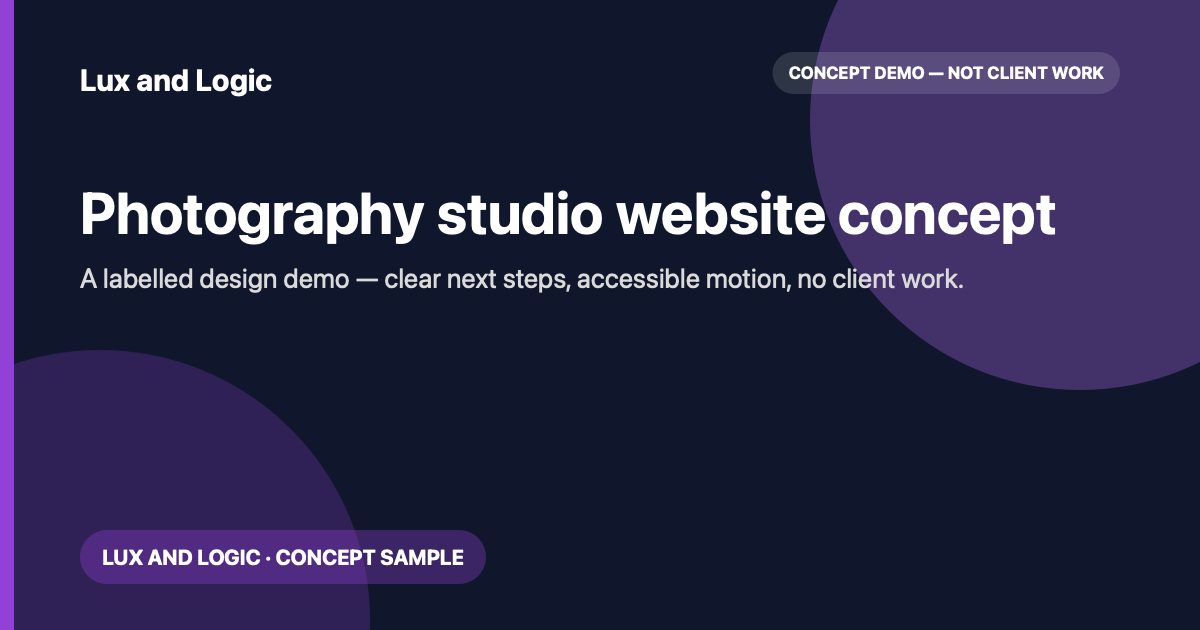 Lux and Logic
CONCEPT DEMO — NOT CLIENT WORK
Photography studio website concept
A labelled design demo — clear next steps, accessible motion, no client work.
LUX AND LOGIC · CONCEPT SAMPLE